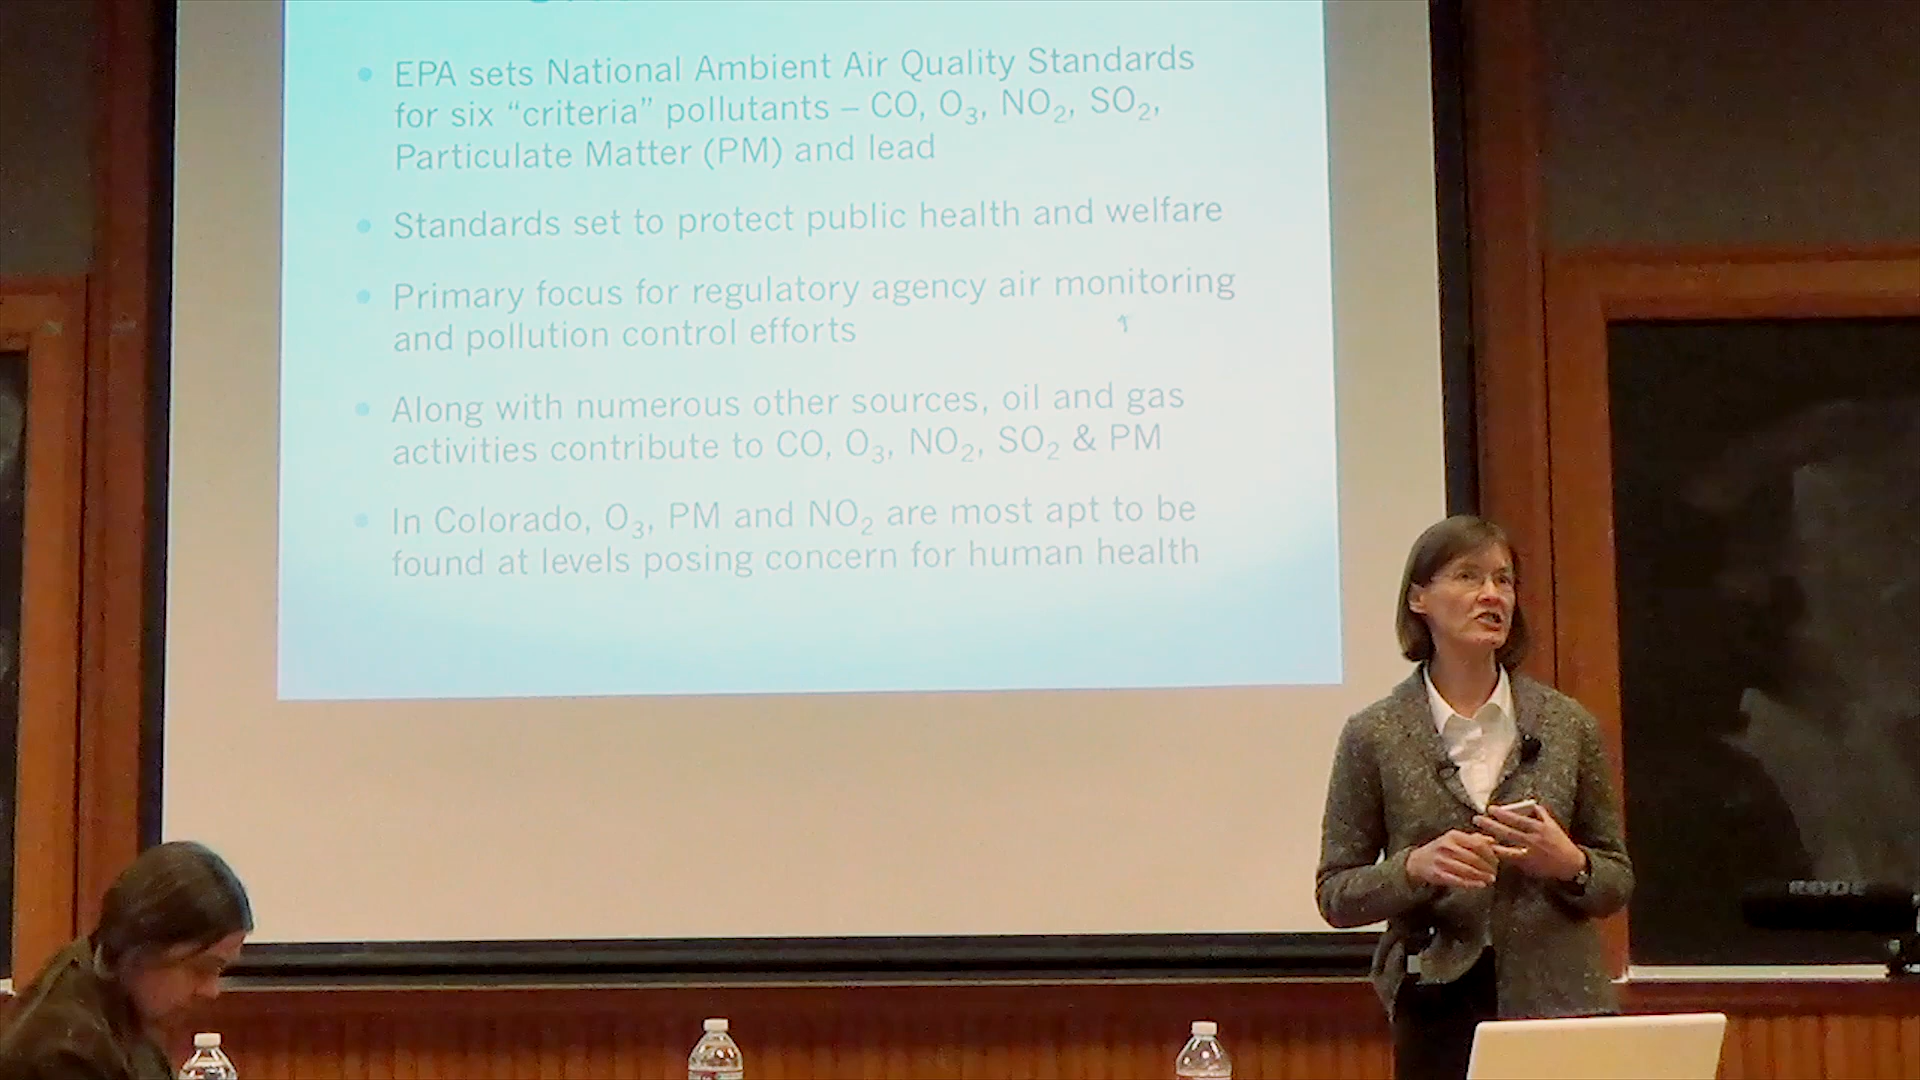 • EPA sets National Ambient Air Quality Standards
for six “criteria” pollutants – CO, O₃, NO₂, SO₂,
Particulate Matter (PM) and lead
• Standards set to protect public health and welfare
• Primary focus for regulatory agency air monitoring
and pollution control efforts
• Along with numerous other sources, oil and gas
activities contribute to CO, O₃, NO₂, SO₂ & PM
• In Colorado, O₃, PM and NO₂ are most apt to be
found at levels posing concern for human health
RODE